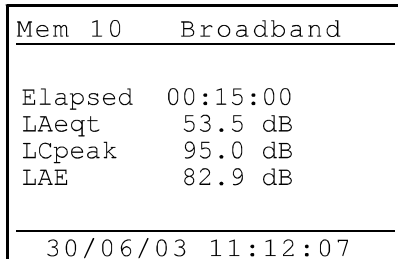 Mem 10 Broadband
Elapsed 00:15:00
LAeqt 53.5 dB
LCpeak 95.0 dB
LAE 82.9 dB
30/06/03 11:12:07